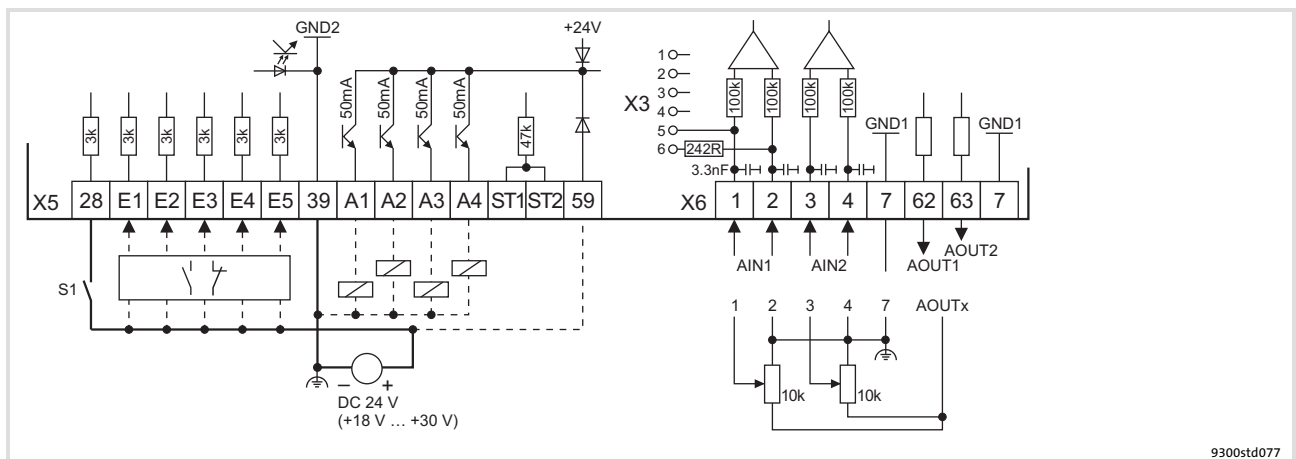 GND2
+24V
50mA
50mA
50mA
50mA
3k
3k
3k
3k
3k
3k
47k
X5
28
E1
E2
E3
E4
E5
39
A1
A2
A3
A4
ST1
ST2
59
S1
– +
DC 24 V
(+18 V … +30 V)
1
2
3
4
5
6
X3
242R
100k
100k
100k
100k
3.3nF
GND1
GND1
X6
1
2
3
4
7
62
63
7
AIN1
AIN2
AOUT1
AOUT2
1
2
3
4
7
AOUTx
10k
10k
9300std077